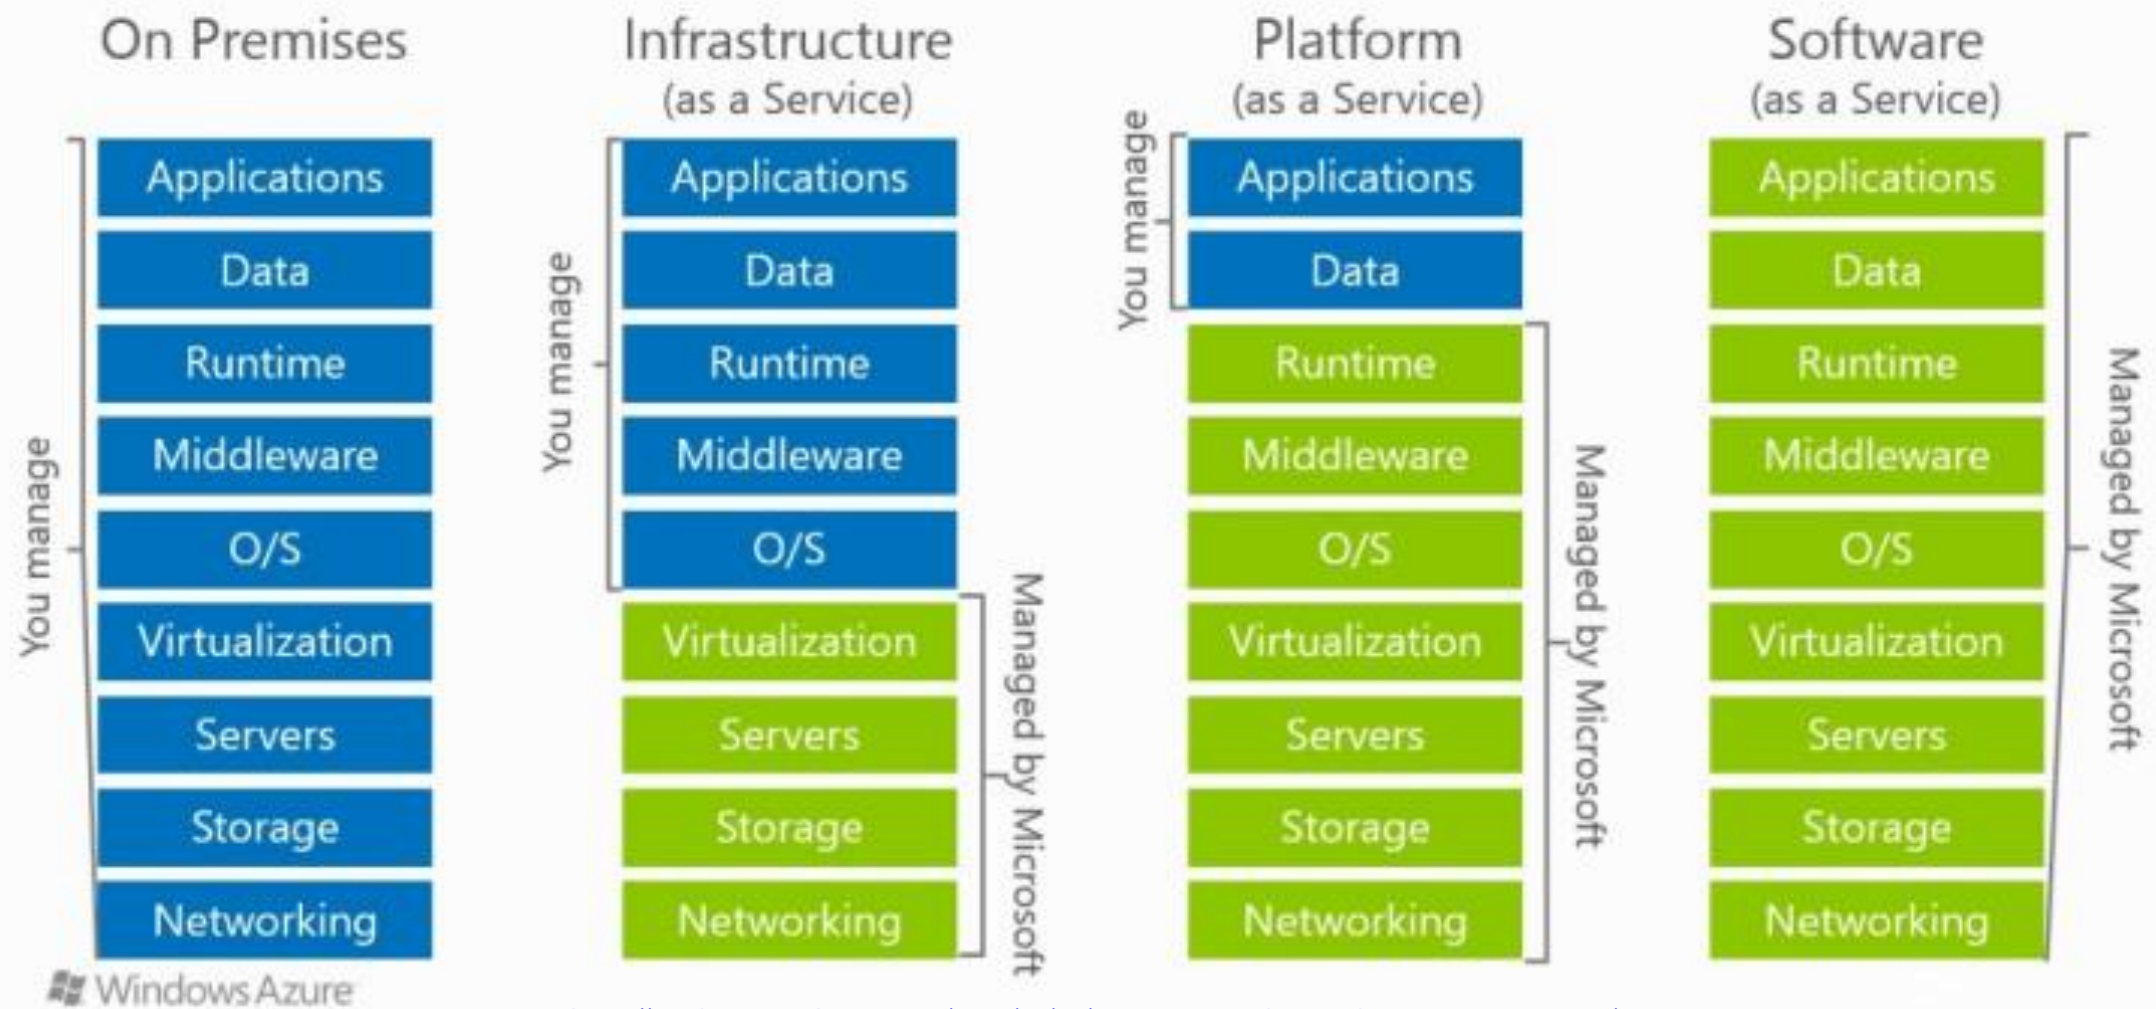 On Premises
You manage
Applications
Data
Runtime
Middleware
O/S
Virtualization
Servers
Storage
Networking
Infrastructure
(as a Service)
You manage
Applications
Data
Runtime
Middleware
O/S
Virtualization
Servers
Storage
Networking
Managed by Microsoft
Platform
(as a Service)
You manage
Applications
Data
Runtime
Middleware
O/S
Virtualization
Servers
Storage
Networking
Managed by Microsoft
Software
(as a Service)
Applications
Data
Runtime
Middleware
O/S
Virtualization
Servers
Storage
Networking
Managed by Microsoft
Windows Azure